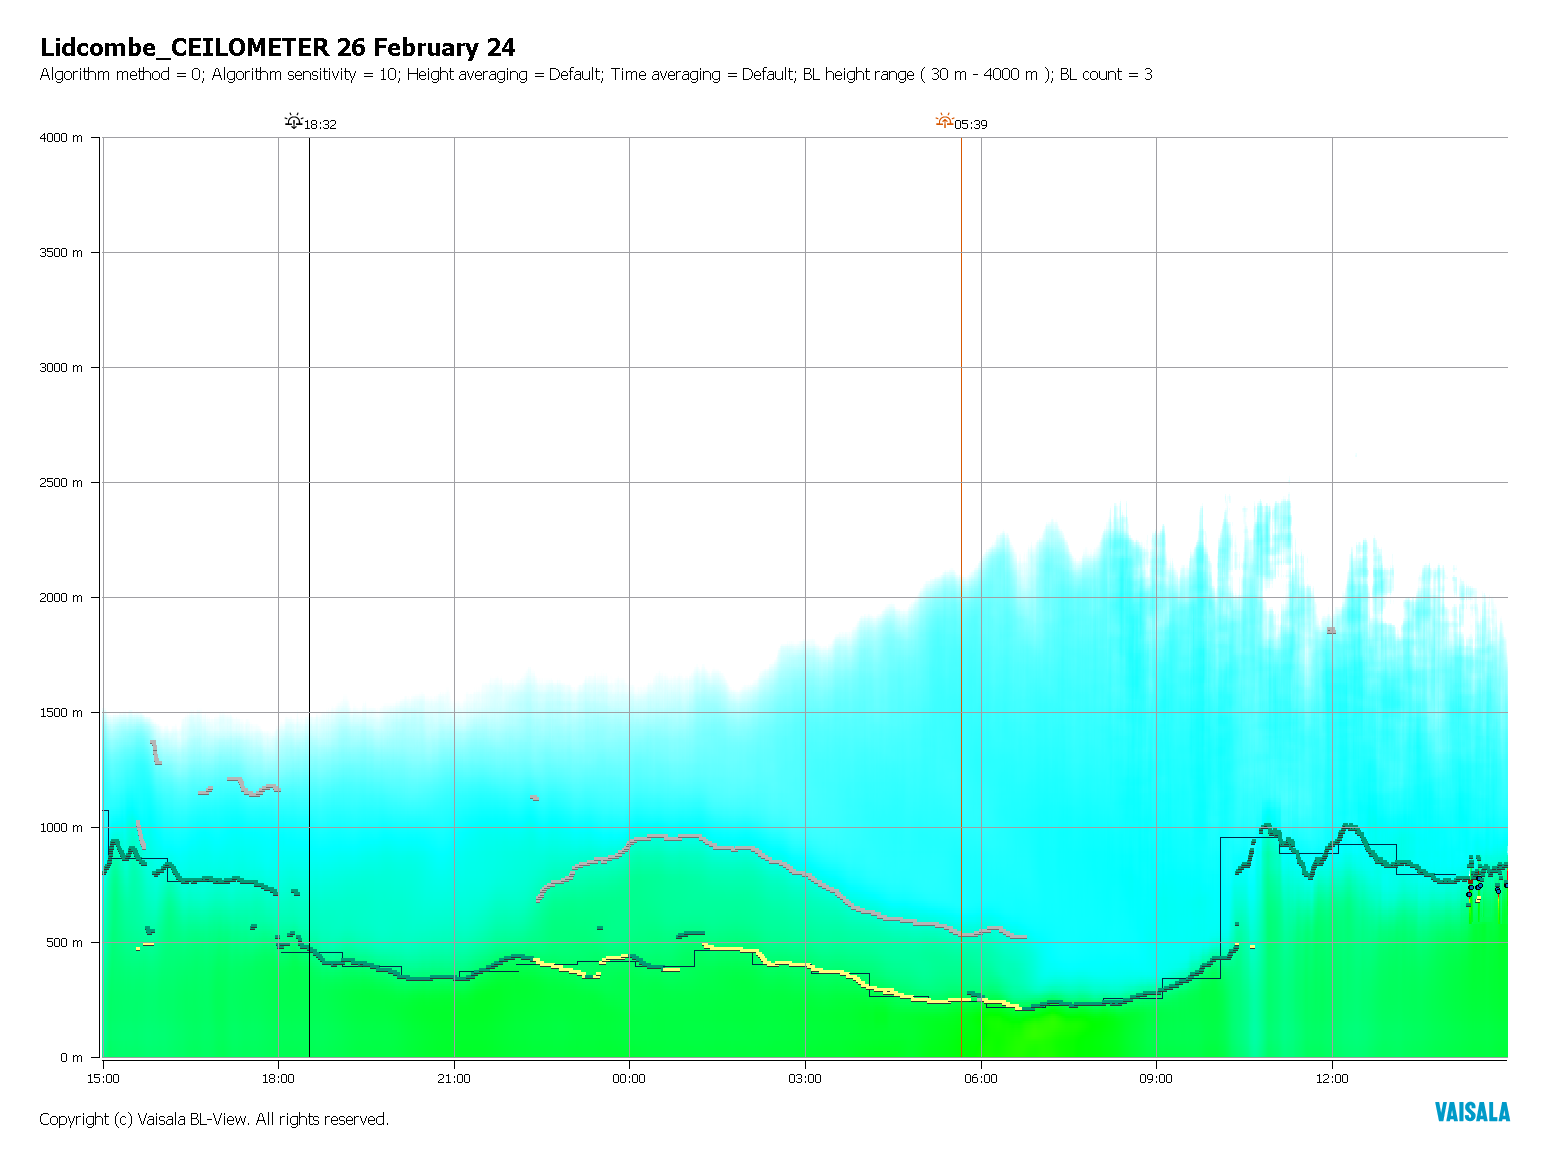 Lidcombe_CEILOMETER 26 February 24
Algorithm method = 0; Algorithm sensitivity = 10; Height averaging = Default; Time averaging = Default; BL height range ( 30 m - 4000 m ); BL count = 3
18:32 05:39
4000 m
3500 m
3000 m
2500 m
2000 m
1500 m
1000 m
500 m
0 m
15:00 18:00 21:00 00:00 03:00 06:00 09:00 12:00
Copyright (c) Vaisala BL-View. All rights reserved.
VAISALA